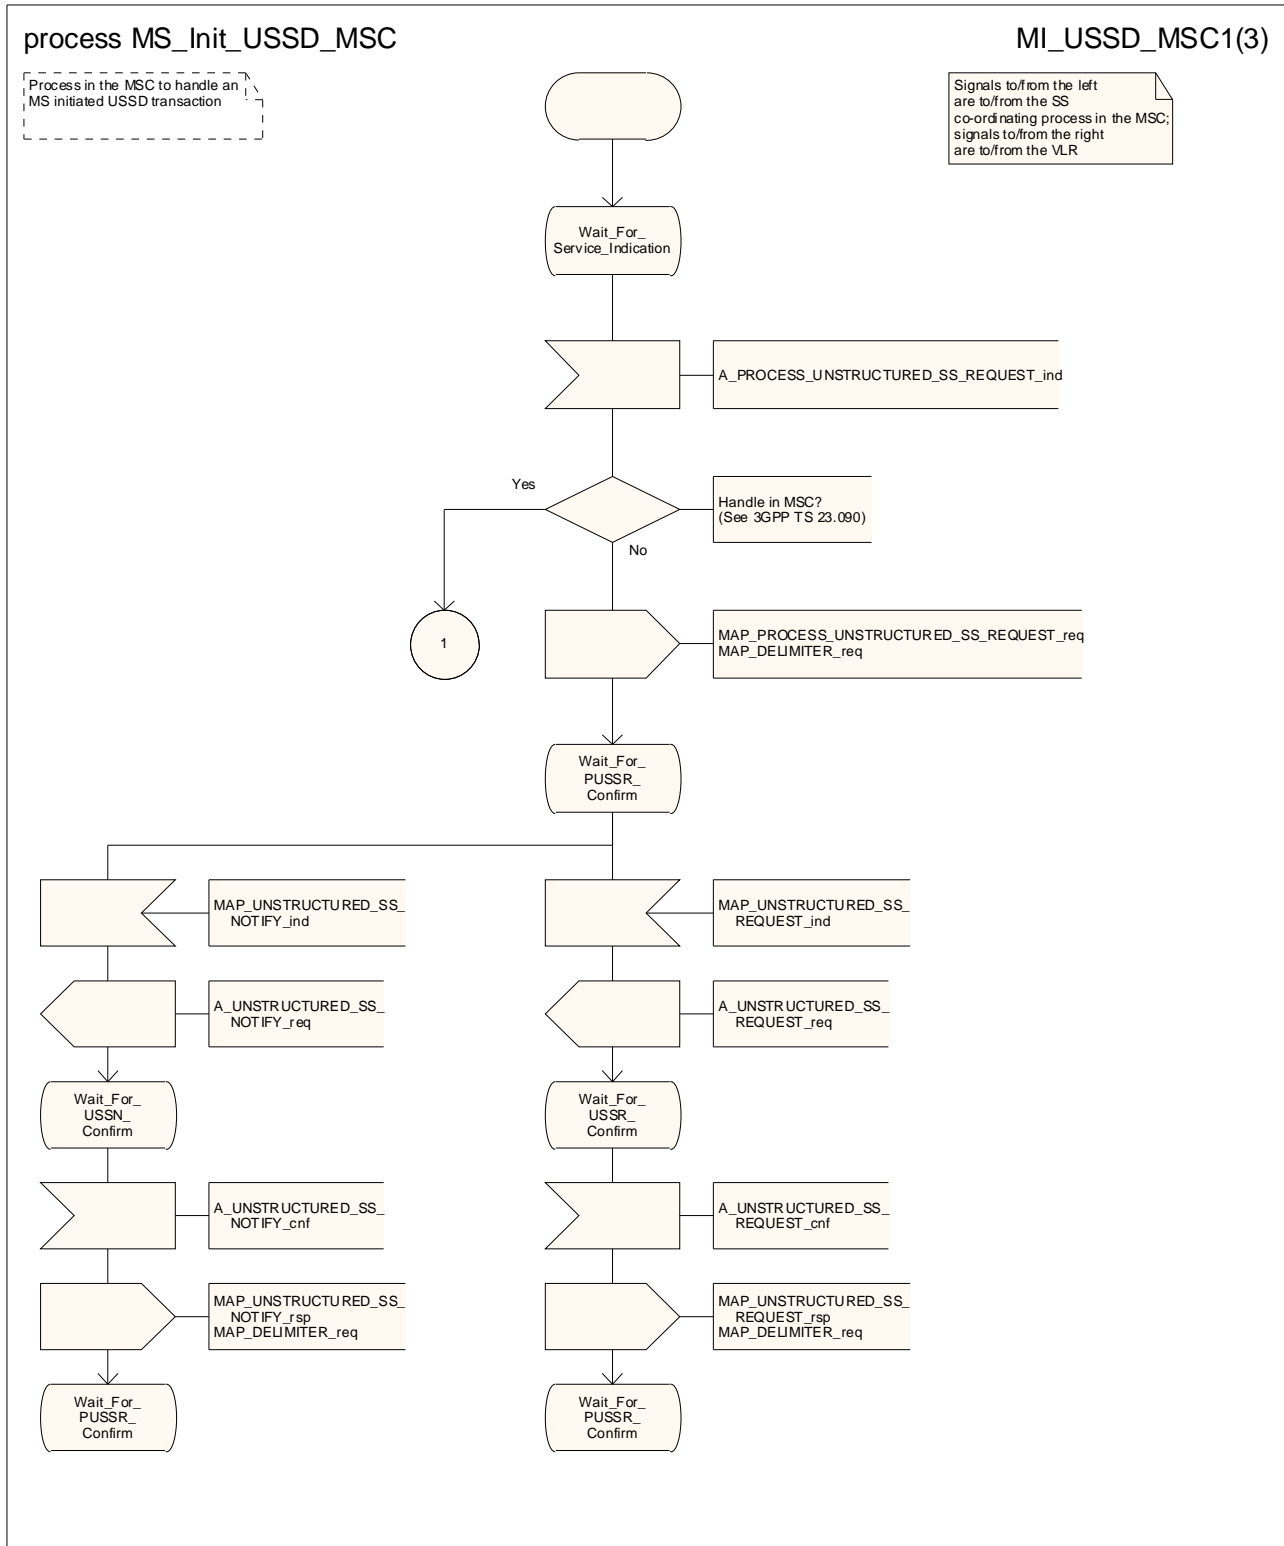 process MS_Init_USSD_MSC
MI_USSD_MSC1(3)
Process in the MSC to handle an
MS initiated USSD transaction
Signals to/from the left
are to/from the SS
co-ordinating process in the MSC;
signals to/from the right
are to/from the VLR
Wait_For_
Service_Indication
A_PROCESS_UNSTRUCTURED_SS_REQUEST_ind
Yes
Handle in MSC?
(See 3GPP TS 23.090)
No
1
MAP_PROCESS_UNSTRUCTURED_SS_REQUEST_req
MAP_DELIMITER_req
Wait_For_
PUSSR_
Confirm
MAP_UNSTRUCTURED_SS_
NOTIFY_ind
MAP_UNSTRUCTURED_SS_
REQUEST_ind
A_UNSTRUCTURED_SS_
NOTIFY_req
A_UNSTRUCTURED_SS_
REQUEST_req
Wait_For_
USSN_
Confirm
Wait_For_
USSR_
Confirm
A_UNSTRUCTURED_SS_
NOTIFY_cnf
A_UNSTRUCTURED_SS_
REQUEST_cnf
MAP_UNSTRUCTURED_SS_
NOTIFY_rsp
MAP_DELIMITER_req
MAP_UNSTRUCTURED_SS_
REQUEST_rsp
MAP_DELIMITER_req
Wait_For_
PUSSR_
Confirm
Wait_For_
PUSSR_
Confirm